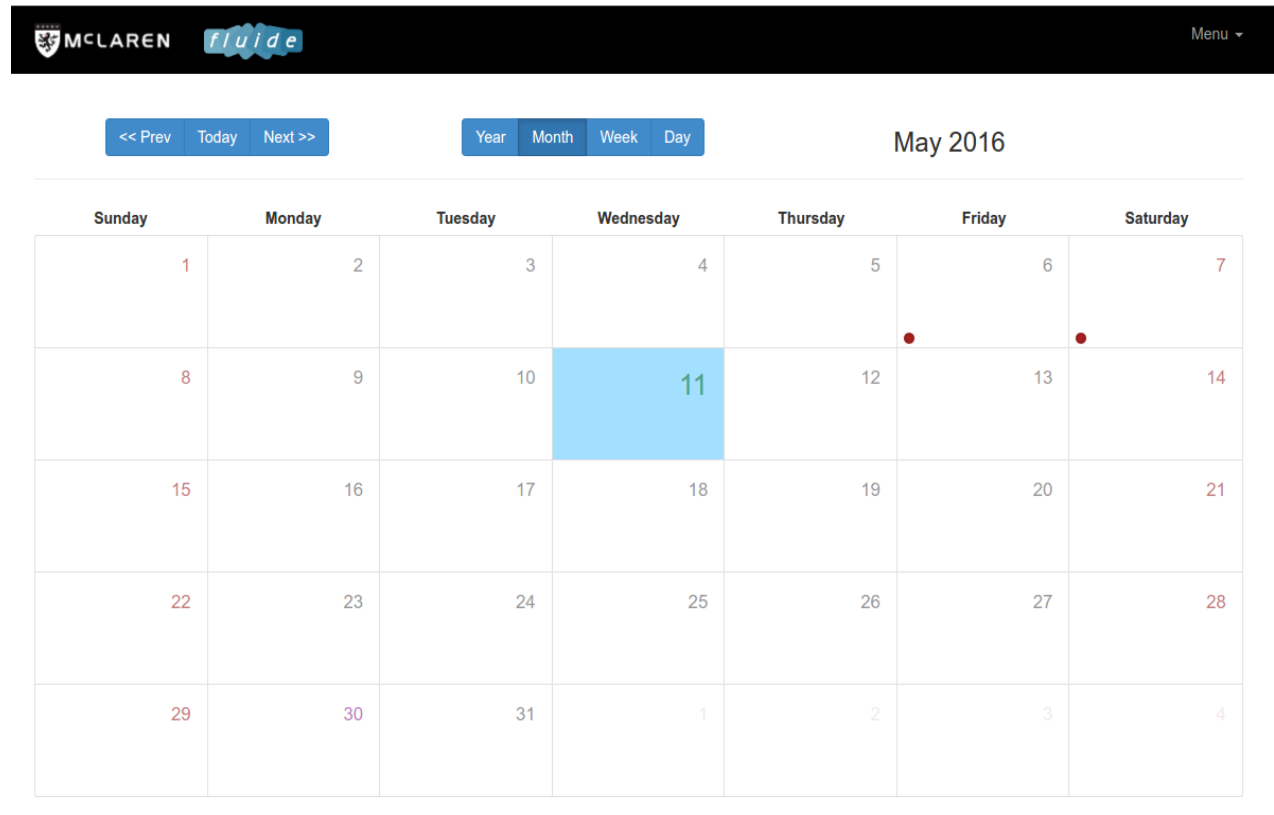 McLAREN fluide Menu
<< Prev Today Next >> Year Month Week Day May 2016
Sunday Monday Tuesday Wednesday Thursday Friday Saturday
1 2 3 4 5 6 7
8 9 10 11 12 13 14
15 16 17 18 19 20 21
22 23 24 25 26 27 28
29 30 31 1 2 3 4